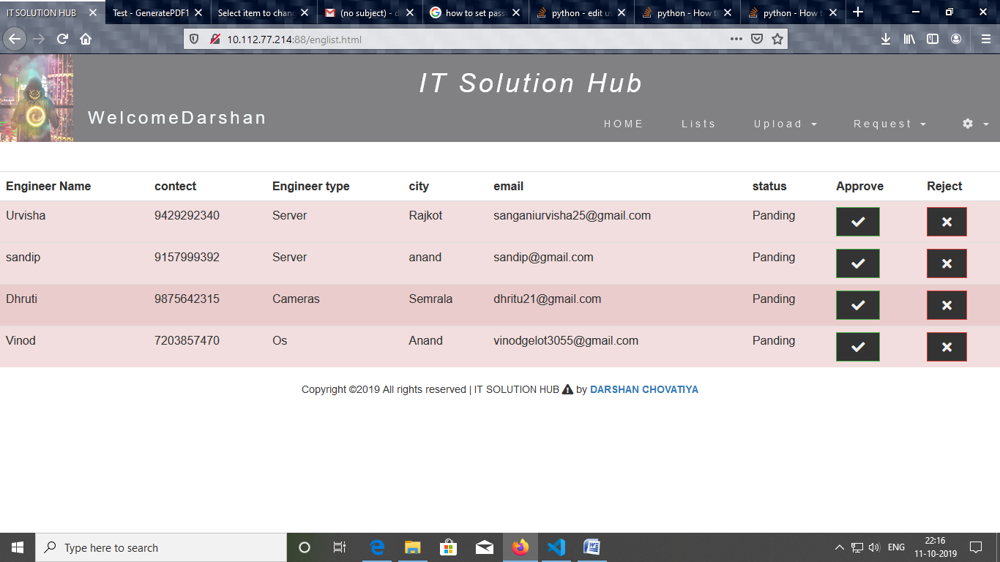 IT SOLUTION HUB Test - GeneratePDF1 Select item to chang (no subject) - d how to set pass python - edit us python - How t python - How t
10.112.77.214:88/englist.html
IT Solution Hub
WelcomeDarshan
HOME Lists Upload Request
Engineer Name contect Engineer type city email status Approve Reject
Urvisha 9429292340 Server Rajkot sanganiurvisha25@gmail.com Panding
sandip 9157999392 Server anand sandip@gmail.com Panding
Dhruti 9875642315 Cameras Semrala dhritu21@gmail.com Panding
Vinod 7203857470 Os Anand vinodgelot3055@gmail.com Panding
Copyright ©2019 All rights reserved | IT SOLUTION HUB by DARSHAN CHOVATIYA
Type here to search
ENG
22:16
11-10-2019